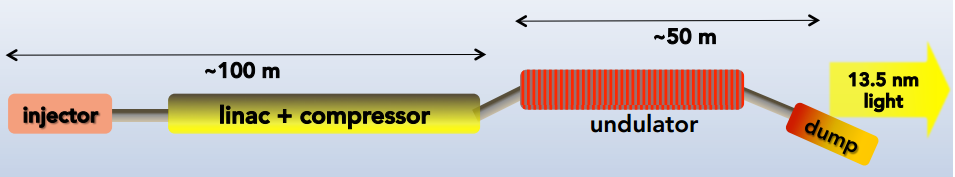 ~50 m
~100 m
13.5 nm
light
injector
linac + compressor
undulator
dump